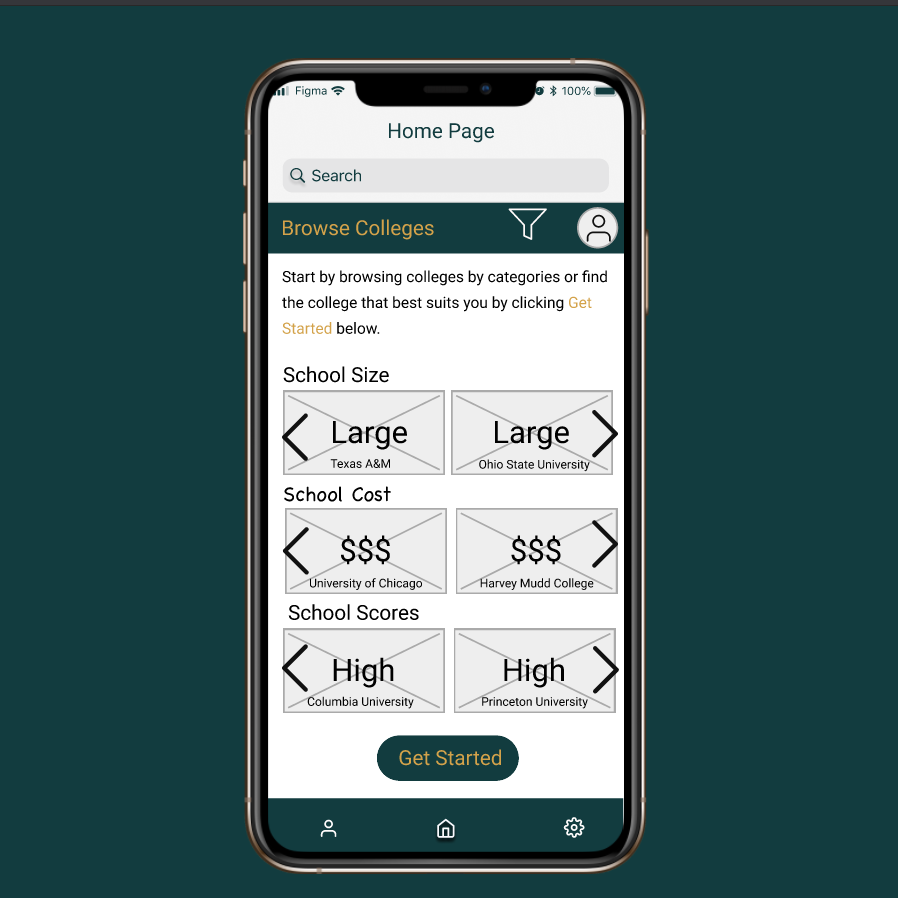 Figma 100%
Home Page
Search
Browse Colleges
Start by browsing colleges by categories or find
the college that best suits you by clicking Get
Started below.
School Size
Large Large
Texas A&M Ohio State University
School Cost
$$$ $$$
University of Chicago Harvey Mudd College
School Scores
High High
Columbia University Princeton University
Get Started